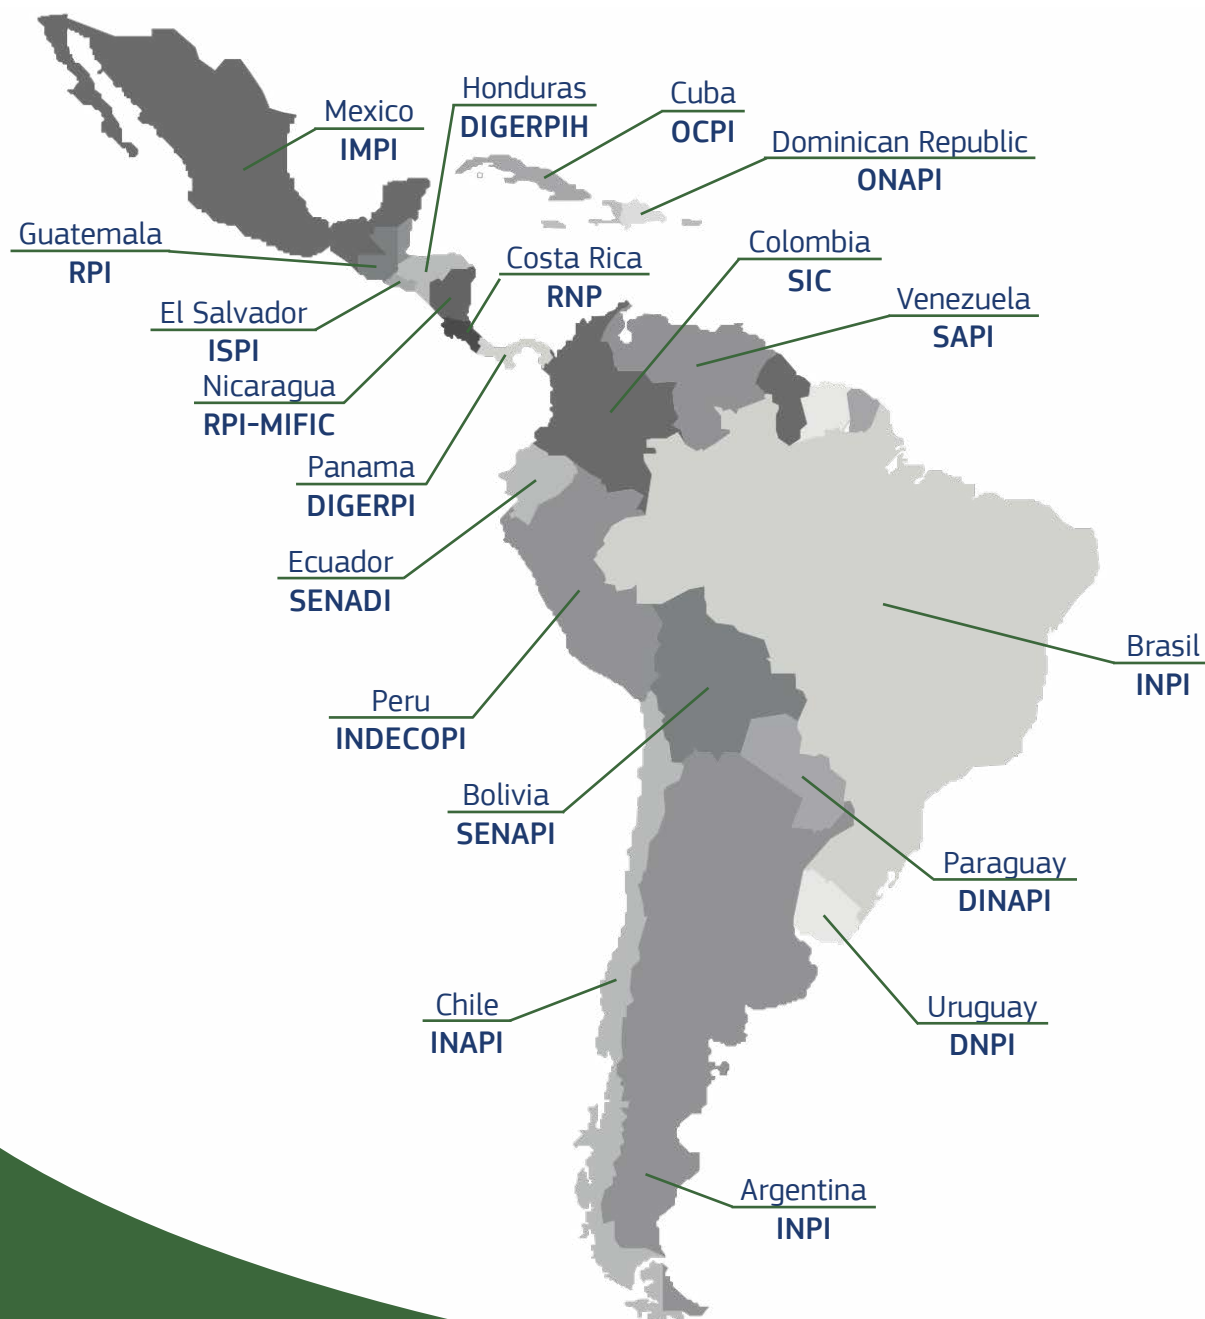 Mexico
IMPI
Honduras
DIGERPIH
Cuba
OCPI
Dominican Republic
ONAPI
Guatemala
RPI
Costa Rica
RNP
Colombia
SIC
El Salvador
ISPI
Venezuela
SAPI
Nicaragua
RPI-MIFIC
Panama
DIGERPI
Ecuador
SENADI
Brasil
INPI
Peru
INDECOPI
Bolivia
SENAPI
Paraguay
DINAPI
Chile
INAPI
Uruguay
DNPI
Argentina
INPI